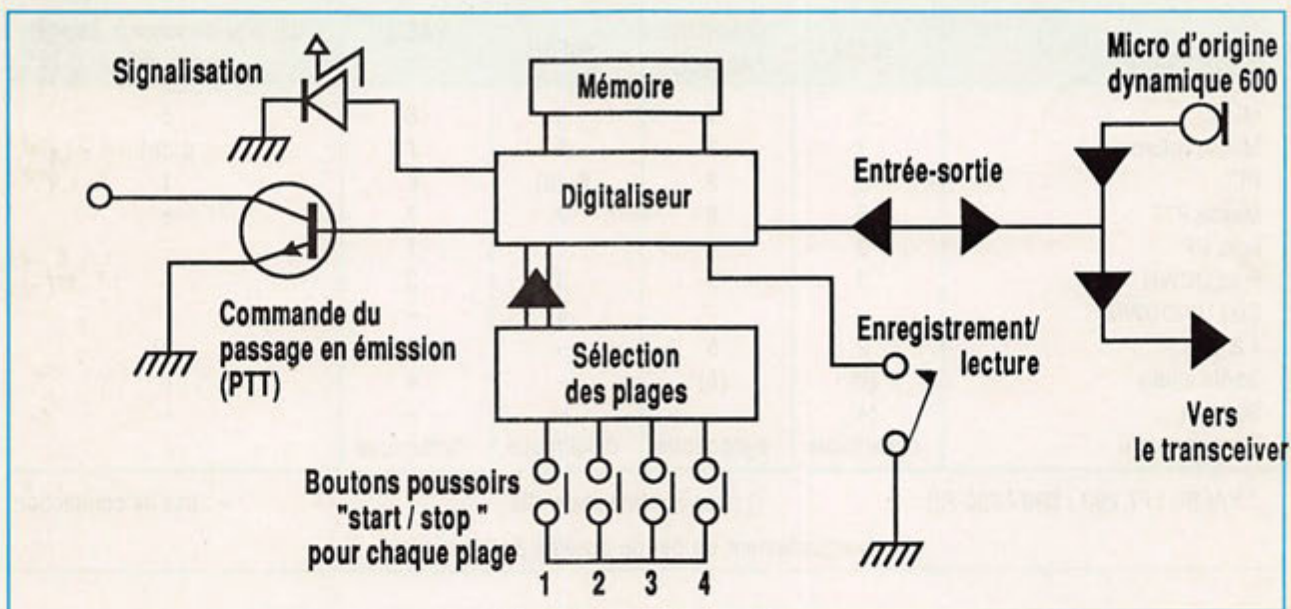 Signalisation
Mémoire
Micro d'origine
dynamique 600
Digitaliseur
Entrée-sortie
Commande du
passage en émission
(PTT)
Sélection
des plages
Enregistrement/
lecture
Vers
le transceiver
Boutons poussoirs
"start / stop "
pour chaque plage
1 2 3 4